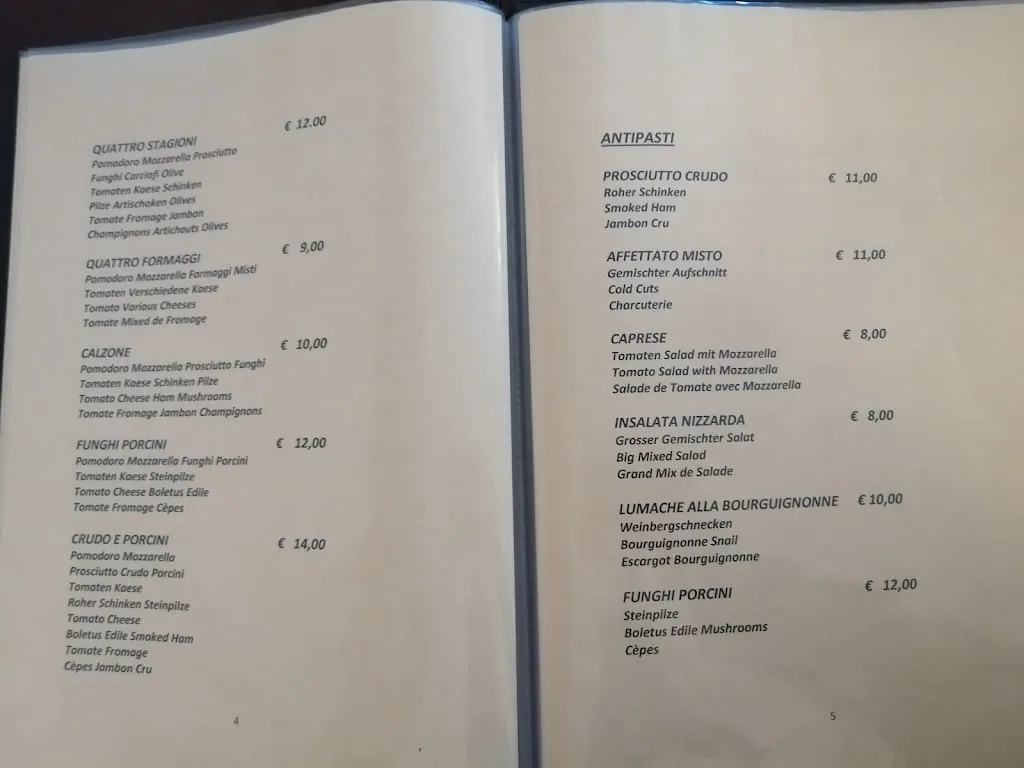 QUATTRO STAGIONI € 12.00
Pomodoro Mozzarella Prosciutto
Funghi Carciofi Olive
Tomaten Kaese Schinken
Pilze Artischoken Olives
Tomate Fromage Jambon
Champignons Artichauts Olives
QUATTRO FORMAGGI € 9,00
Pomodoro Mozzarella Formaggi Misti
Tomaten Verschiedene Kaese
Tomato Various Cheeses
Tomate Mixed de Fromage
CALZONE € 10,00
Pomodoro Mozzarella Prosciutto Funghi
Tomaten Kaese Schinken Pilze
Tomato Cheese Ham Mushrooms
Tomate Fromage Jambon Champignons
FUNGHI PORCINI € 12,00
Pomodoro Mozzarella Funghi Porcini
Tomaten Kaese Steinpilze
Tomato Cheese Boletus Edile
Tomate Fromage Cèpes
CRUDO E PORCINI € 14,00
Pomodoro Mozzarella
Prosciutto Crudo Porcini
Tomaten Kaese
Roher Schinken Steinpilze
Tomato Cheese
Boletus Edile Smoked Ham
Tomate Fromage
Cèpes Jambon Cru
4
ANTIPASTI
PROSCIUTTO CRUDO € 11,00
Roher Schinken
Smoked Ham
Jambon Cru
AFFETTATO MISTO € 11,00
Gemischter Aufschnitt
Cold Cuts
Charcuterie
CAPRESE € 8,00
Tomaten Salad mit Mozzarella
Tomato Salad with Mozzarella
Salade de Tomate avec Mozzarella
INSALATA NIZZARDA € 8,00
Grosser Gemischter Salat
Big Mixed Salad
Grand Mix de Salade
LUMACHE ALLA BOURGUIGNONNE € 10,00
Weinbergschnecken
Bourguignonne Snail
Escargot Bourguignonne
FUNGHI PORCINI € 12,00
Steinpilze
Boletus Edile Mushrooms
Cèpes
5